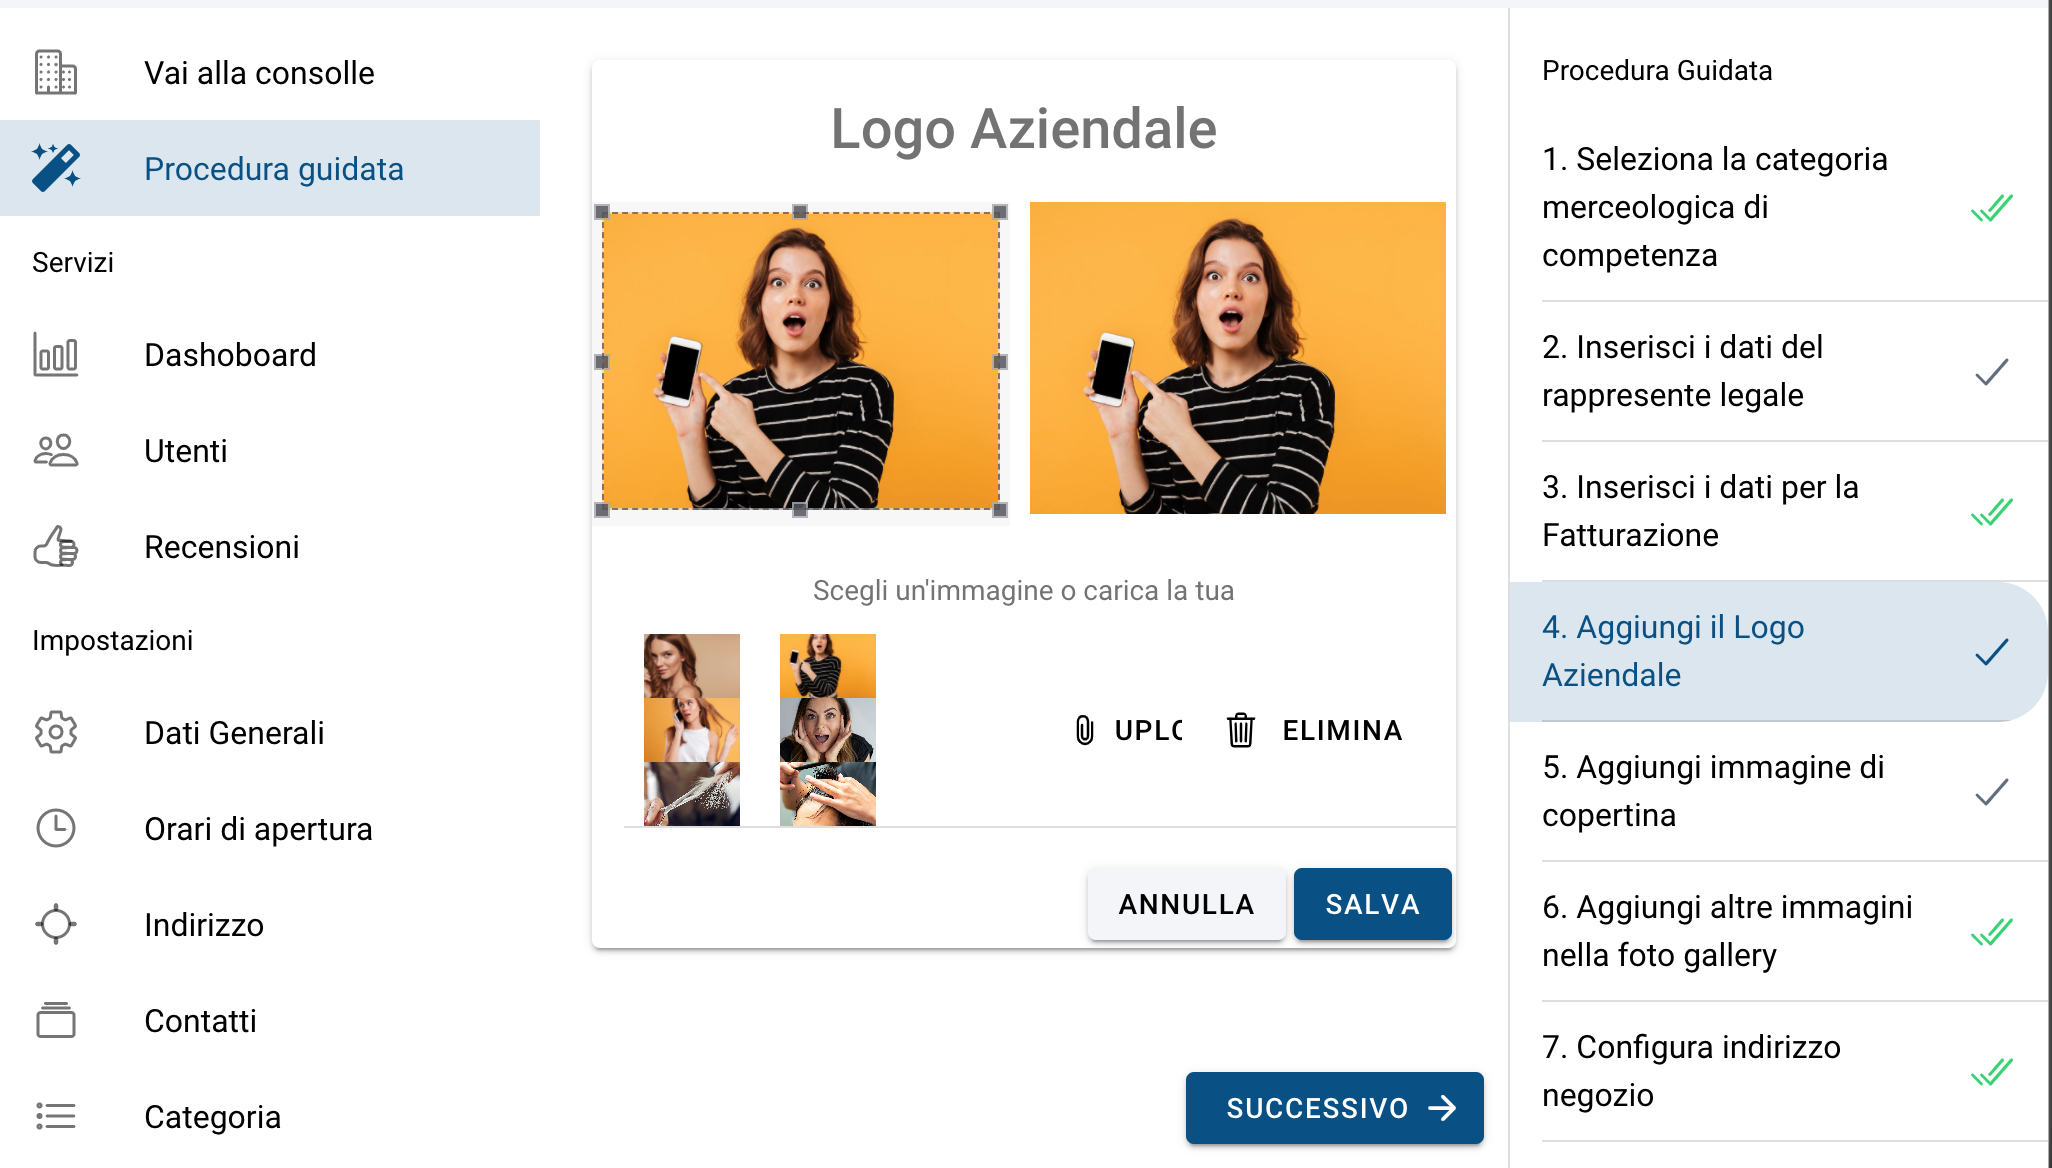 Vai alla consolle
Procedura guidata
Servizi
Dashoboard
Utenti
Recensioni
Impostazioni
Dati Generali
Orari di apertura
Indirizzo
Contatti
Categoria
Logo Aziendale
Scegli un'immagine o carica la tua
UPLO
ELIMINA
ANNULLA
SALVA
SUCCESSIVO
Procedura Guidata
1. Seleziona la categoria
merceologica di
competenza
2. Inserisci i dati del
rappresente legale
3. Inserisci i dati per la
Fatturazione
4. Aggiungi il Logo
Aziendale
5. Aggiungi immagine di
copertina
6. Aggiungi altre immagini
nella foto gallery
7. Configura indirizzo
negozio